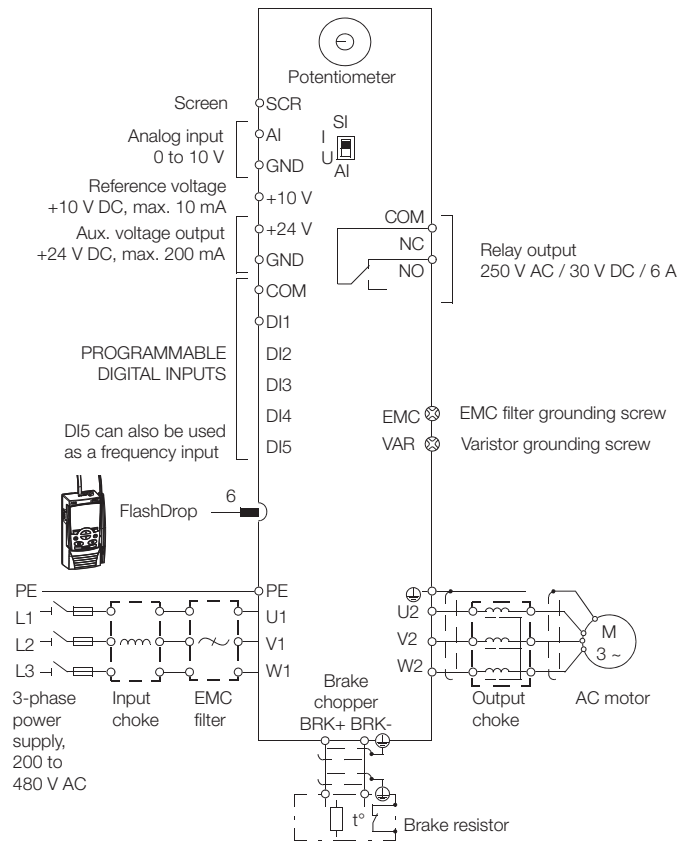 Potentiometer
Screen
SCR
Analog input
0 to 10 V
AI
GND
SI
I
U
AI
Reference voltage
+10 V DC, max. 10 mA
+10 V
Aux. voltage output
+24 V DC, max. 200 mA
+24 V
GND
COM
NC
NO
Relay output
250 V AC / 30 V DC / 6 A
COM
DI1
PROGRAMMABLE
DIGITAL INPUTS
DI2
DI3
DI4
DI5
DI5 can also be used
as a frequency input
EMC
EMC filter grounding screw
VAR
Varistor grounding screw
FlashDrop
6
PE
PE
L1
U1
L2
V1
L3
W1
U2
V2
W2
M
3 ~
3-phase
power
supply,
200 to
480 V AC
Input
choke
EMC
filter
Brake
chopper
BRK+ BRK-
Output
choke
AC motor
t°
Brake resistor